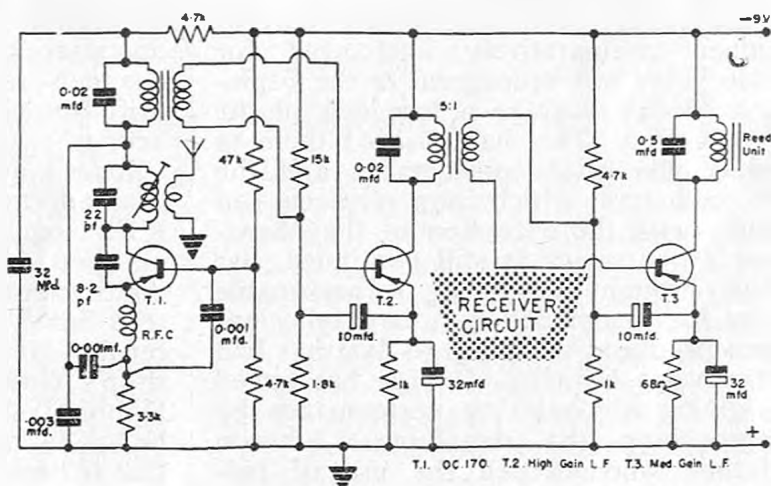 4·7k
−9V
0·02 mfd.
5:1
0·5 mfd
Reed Unit
47k
15k
0·02 mfd
4·7k
22 pf
32 Mfd
8·2 pf
T.1.
T.2.
T.3
RECEIVER CIRCUIT
R.F.C
0·001 mfd.
10mfd.
10mfd.
0·001mf.
·003 mfd.
3·3k
4·7k
1·8k
1k
32mfd
1k
68Ω
32 mfd
+
T.1. OC.170. T.2. High Gain L.F. T.3. Med. Gain L.F.